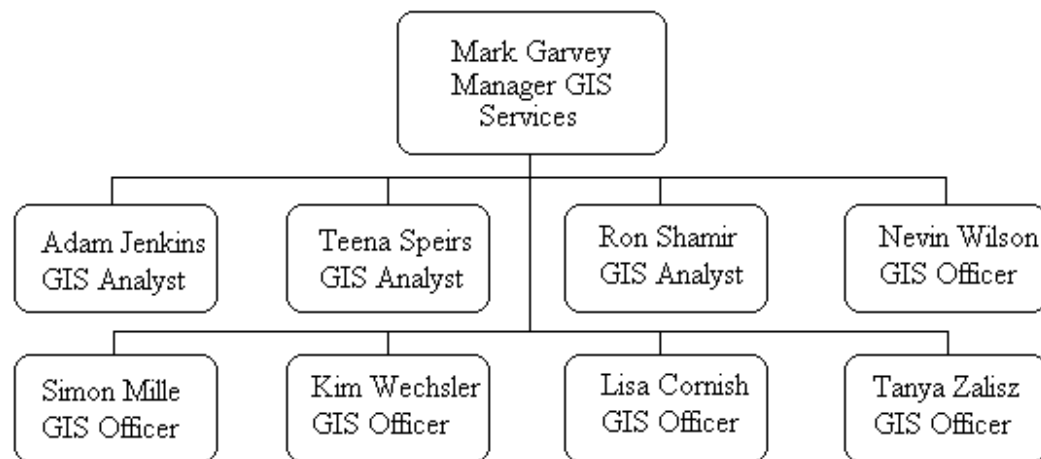 Mark Garvey
Manager GIS
Services
Adam Jenkins
GIS Analyst
Teena Speirs
GIS Analyst
Ron Shamir
GIS Analyst
Nevin Wilson
GIS Officer
Simon Mille
GIS Officer
Kim Wechsler
GIS Officer
Lisa Cornish
GIS Officer
Tanya Zalisz
GIS Officer